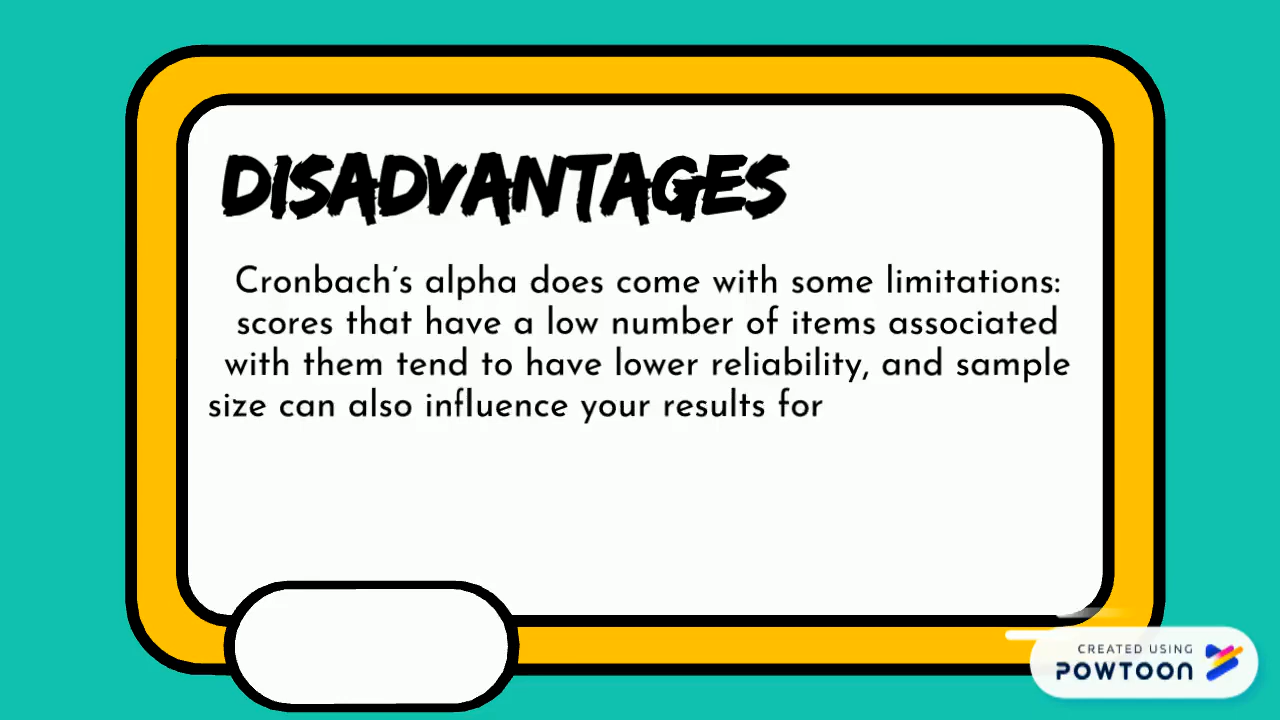 DISADVANTAGES
Cronbach's alpha does come with some limitations:
scores that have a low number of items associated
with them tend to have lower reliability, and sample
size can also influence your results for
CREATED USING
POWTOON